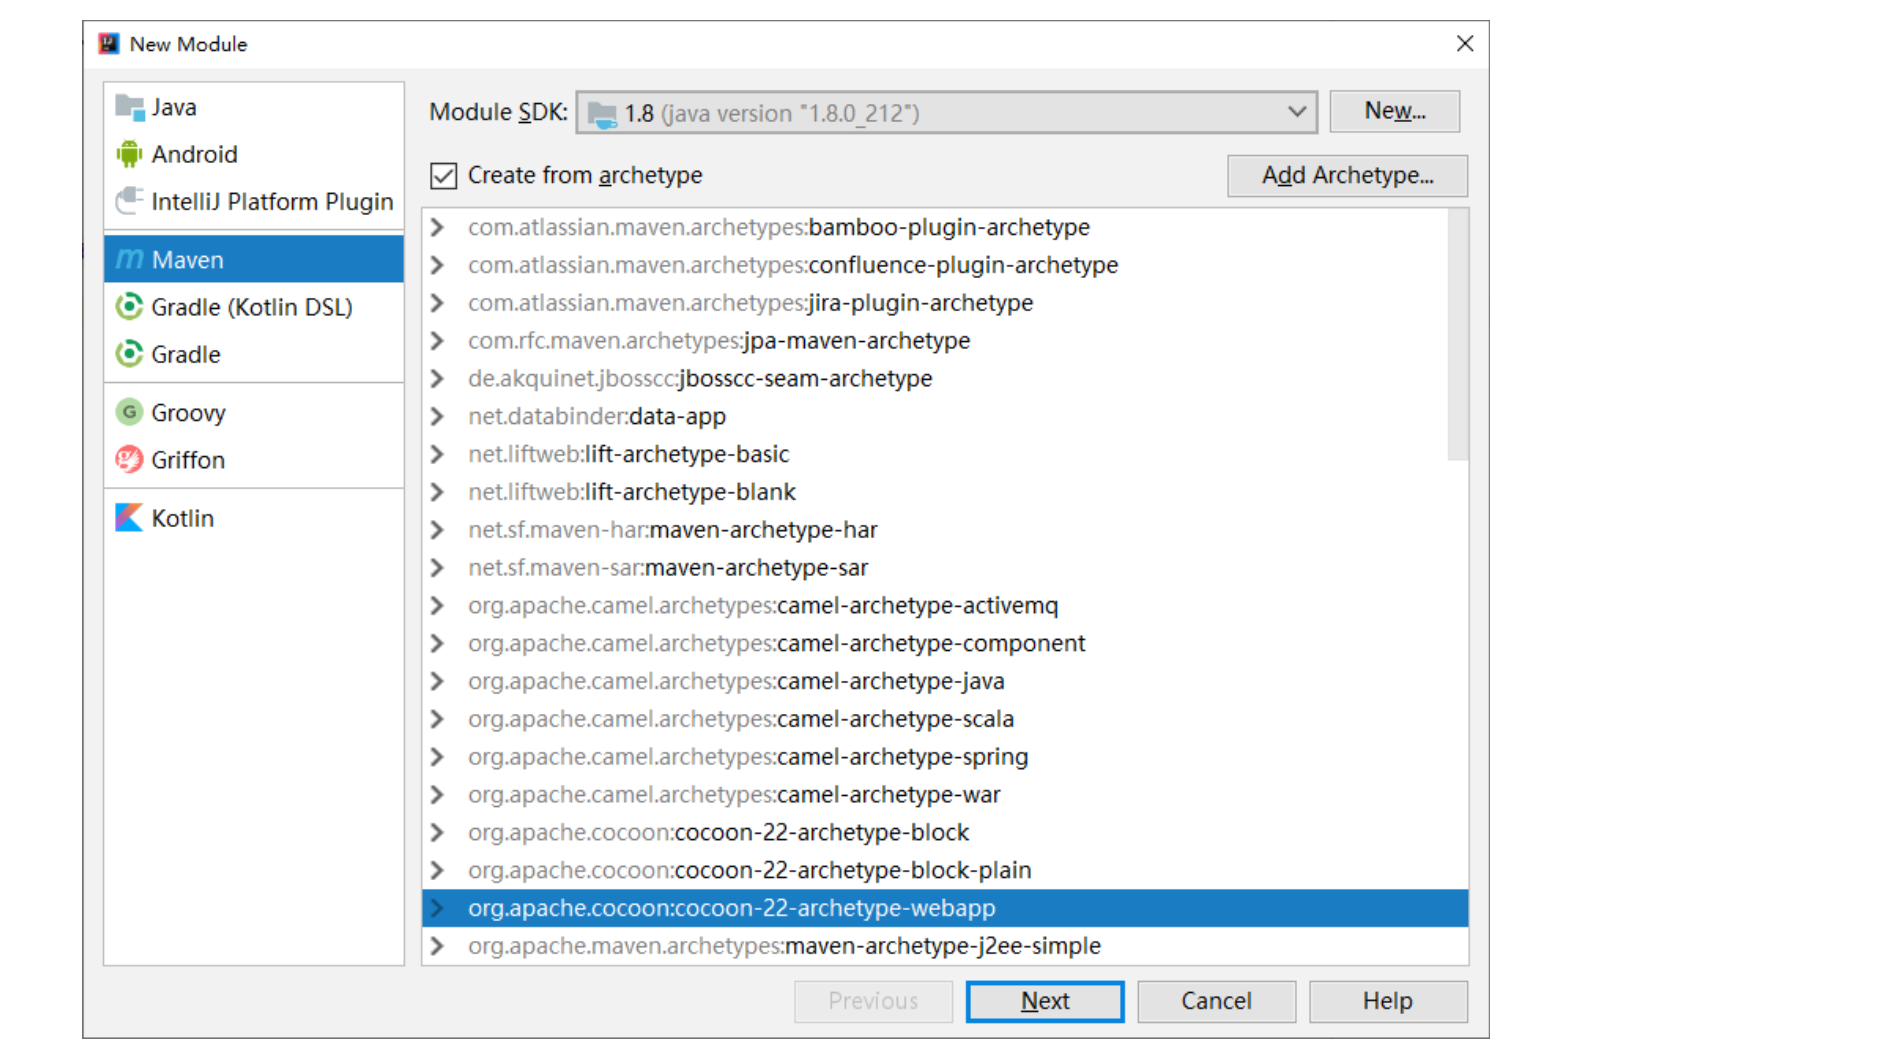 New Module
Java
Android
IntelliJ Platform Plugin
Maven
Gradle (Kotlin DSL)
Gradle
Groovy
Griffon
Kotlin
Module SDK: 1.8 (java version "1.8.0_212") New...
Create from archetype Add Archetype...
com.atlassian.maven.archetypes:bamboo-plugin-archetype
com.atlassian.maven.archetypes:confluence-plugin-archetype
com.atlassian.maven.archetypes:jira-plugin-archetype
com.rfc.maven.archetypes:jpa-maven-archetype
de.akquinet.jbosscc:jbosscc-seam-archetype
net.databinder:data-app
net.liftweb:lift-archetype-basic
net.liftweb:lift-archetype-blank
net.sf.maven-har:maven-archetype-har
net.sf.maven-sar:maven-archetype-sar
org.apache.camel.archetypes:camel-archetype-activemq
org.apache.camel.archetypes:camel-archetype-component
org.apache.camel.archetypes:camel-archetype-java
org.apache.camel.archetypes:camel-archetype-scala
org.apache.camel.archetypes:camel-archetype-spring
org.apache.camel.archetypes:camel-archetype-war
org.apache.cocoon:cocoon-22-archetype-block
org.apache.cocoon:cocoon-22-archetype-block-plain
org.apache.cocoon:cocoon-22-archetype-webapp
org.apache.maven.archetypes:maven-archetype-j2ee-simple
Previous Next Cancel Help